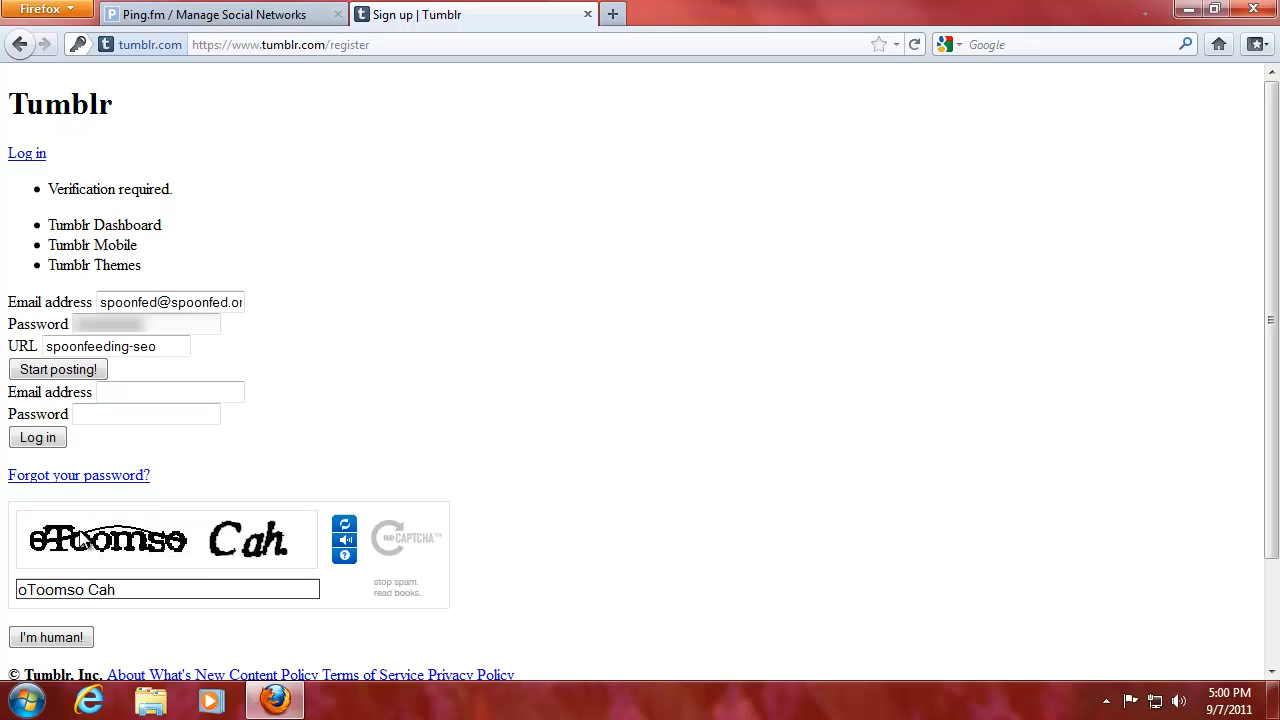 Firefox
Ping.fm / Manage Social Networks
Sign up | Tumblr
tumblr.com
https://www.tumblr.com/register
Google
Tumblr
Log in
• Verification required.
• Tumblr Dashboard
• Tumblr Mobile
• Tumblr Themes
Email address spoonfed@spoonfed.or
Password
URL spoonfeeding-seo
Start posting!
Email address
Password
Log in
Forgot your password?
Cah.
reCAPTCHA™
stop spam.
read books.
oToomso Cah
I'm human!
© Tumblr, Inc. About What's New Content Policy Terms of Service Privacy Policy
5:00 PM
9/7/2011